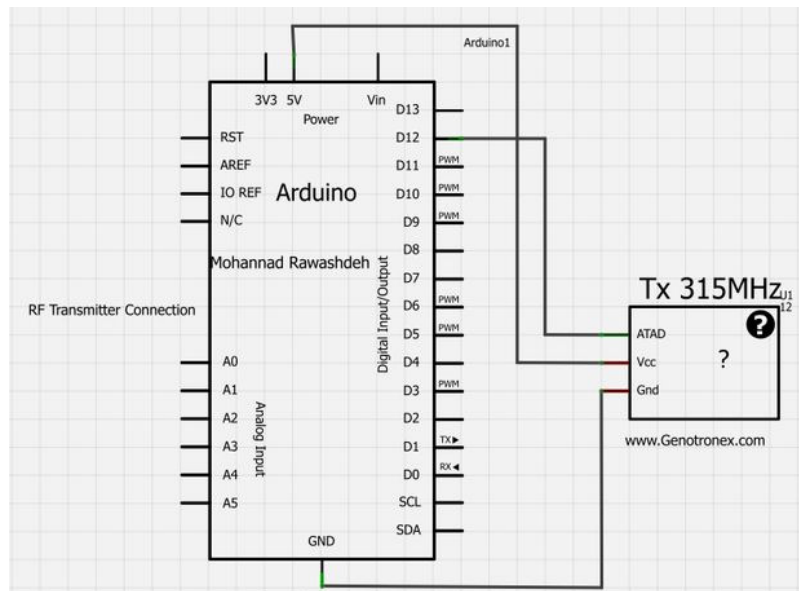 Arduino1
3V3 5V Vin
Power
D13
RST
D12
AREF
D11 PWM
IO REF
Arduino
D10 PWM
N/C
D9 PWM
D8
Mohannad Rawashdeh
D7
Digital Input/Output
Tx 315MHz
U1
12
RF Transmitter Connection
D6 PWM
D5 PWM
?
ATAD
A0
D4
Vcc
?
A1
D3 PWM
Gnd
A2
D2
Analog Input
A3
D1 TX▶
www.Genotronex.com
A4
D0 RX◀
A5
SCL
SDA
GND